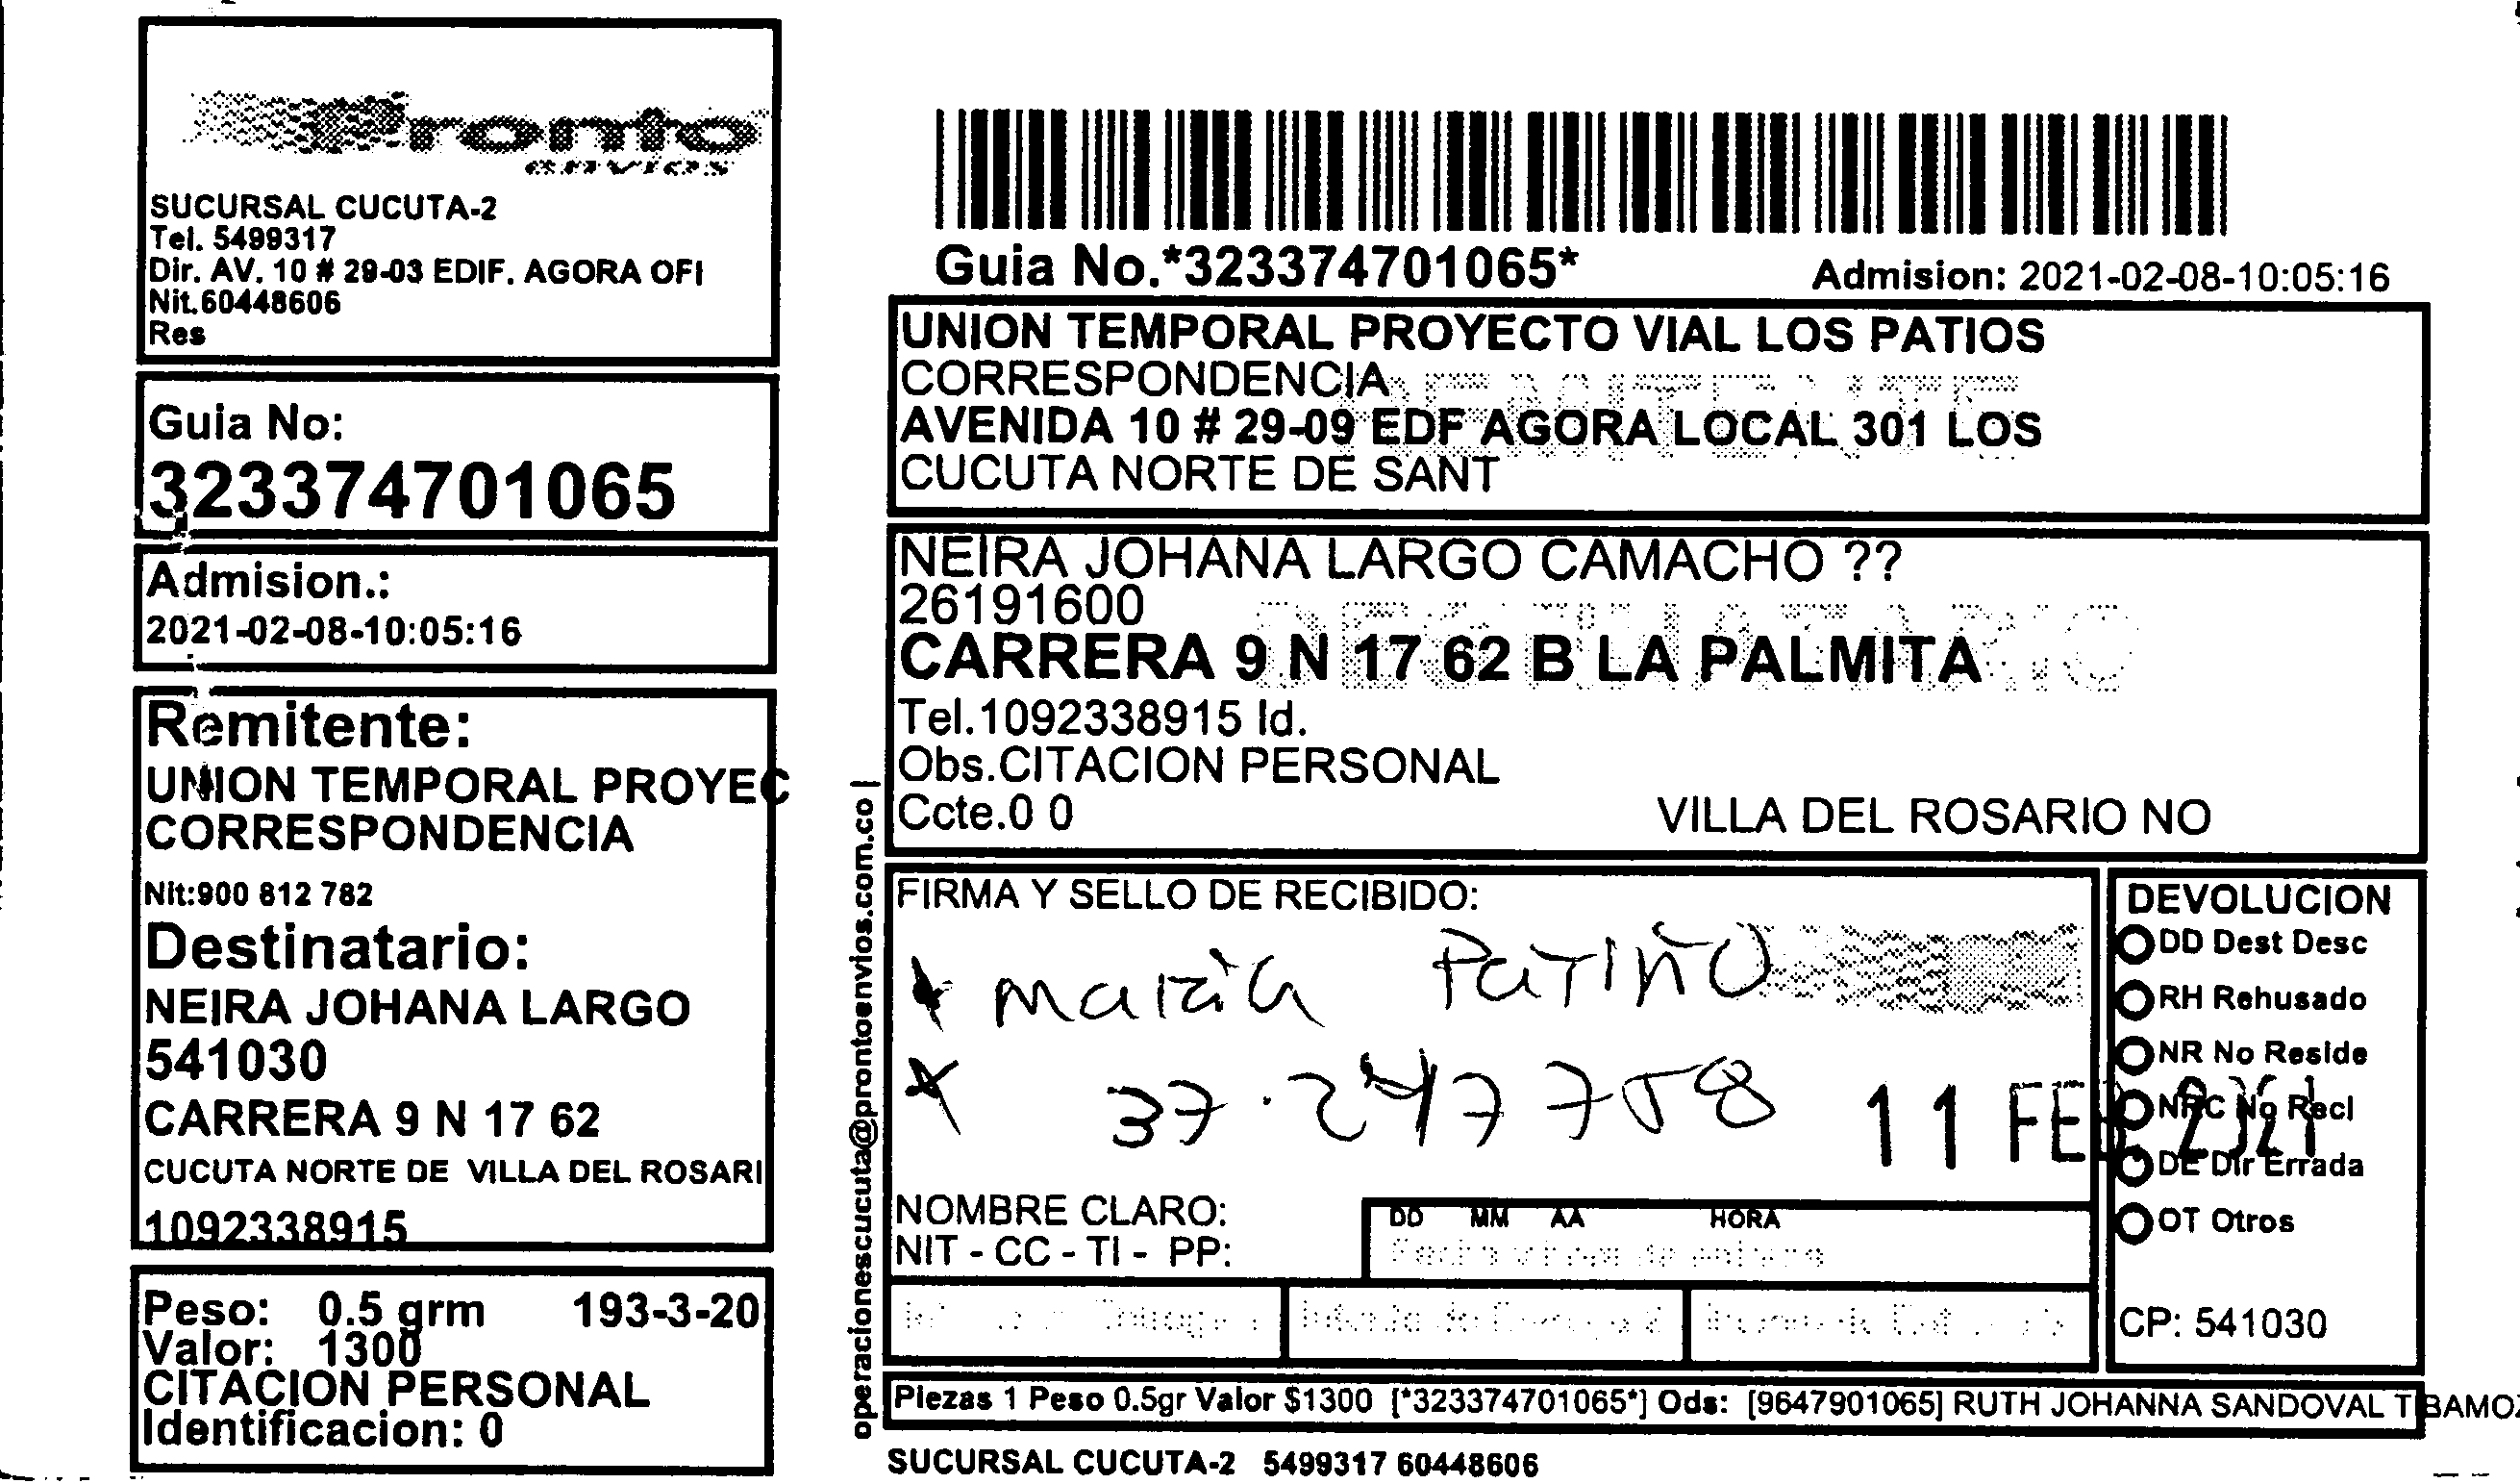 Pronto
envios
SUCURSAL CUCUTA-2
Tel. 5499317
Dir. AV. 10 # 29-03 EDIF. AGORA OFI
Nit.60448606
Res
Guia No:
323374701065
Admision.:
2021-02-08-10:05:16
Remitente:
UNION TEMPORAL PROYEC
CORRESPONDENCIA
Nit:900 812 782
Destinatario:
NEIRA JOHANA LARGO
541030
CARRERA 9 N 17 62
CUCUTA NORTE DE VILLA DEL ROSARI
1092338915
Peso: 0.5 grm 193-3-20
Valor: 1300
CITACION PERSONAL
Identificacion: 0
operacionescucuta@prontoenvios.com.co |
Guia No.*323374701065*
Admision: 2021-02-08-10:05:16
UNION TEMPORAL PROYECTO VIAL LOS PATIOS
CORRESPONDENCIA
REMITENTE
AVENIDA 10 # 29-09 EDF AGORA LOCAL 301 LOS
CUCUTA NORTE DE SANT
NEIRA JOHANA LARGO CAMACHO ??
26191600
DESTINATARIO
CARRERA 9 N 17 62 B LA PALMITA
Tel.1092338915 Id.
Obs.CITACION PERSONAL
Ccte.0 0 VILLA DEL ROSARIO NO
FIRMA Y SELLO DE RECIBIDO:
Maria Patiño
37.247758
11 FEB 2021
NOMBRE CLARO:
NIT - CC - TI - PP:
DD MM AA HORA
DEVOLUCION
DD Dest Desc
RH Rehusado
NR No Reside
NRC No Recl
DE Dir Errada
OT Otros
CP: 541030
Piezas 1 Peso 0.5gr Valor $1300 [*323374701065*] Ods: [9647901065] RUTH JOHANNA SANDOVAL TIBAMOZ
SUCURSAL CUCUTA-2 5499317 60448606